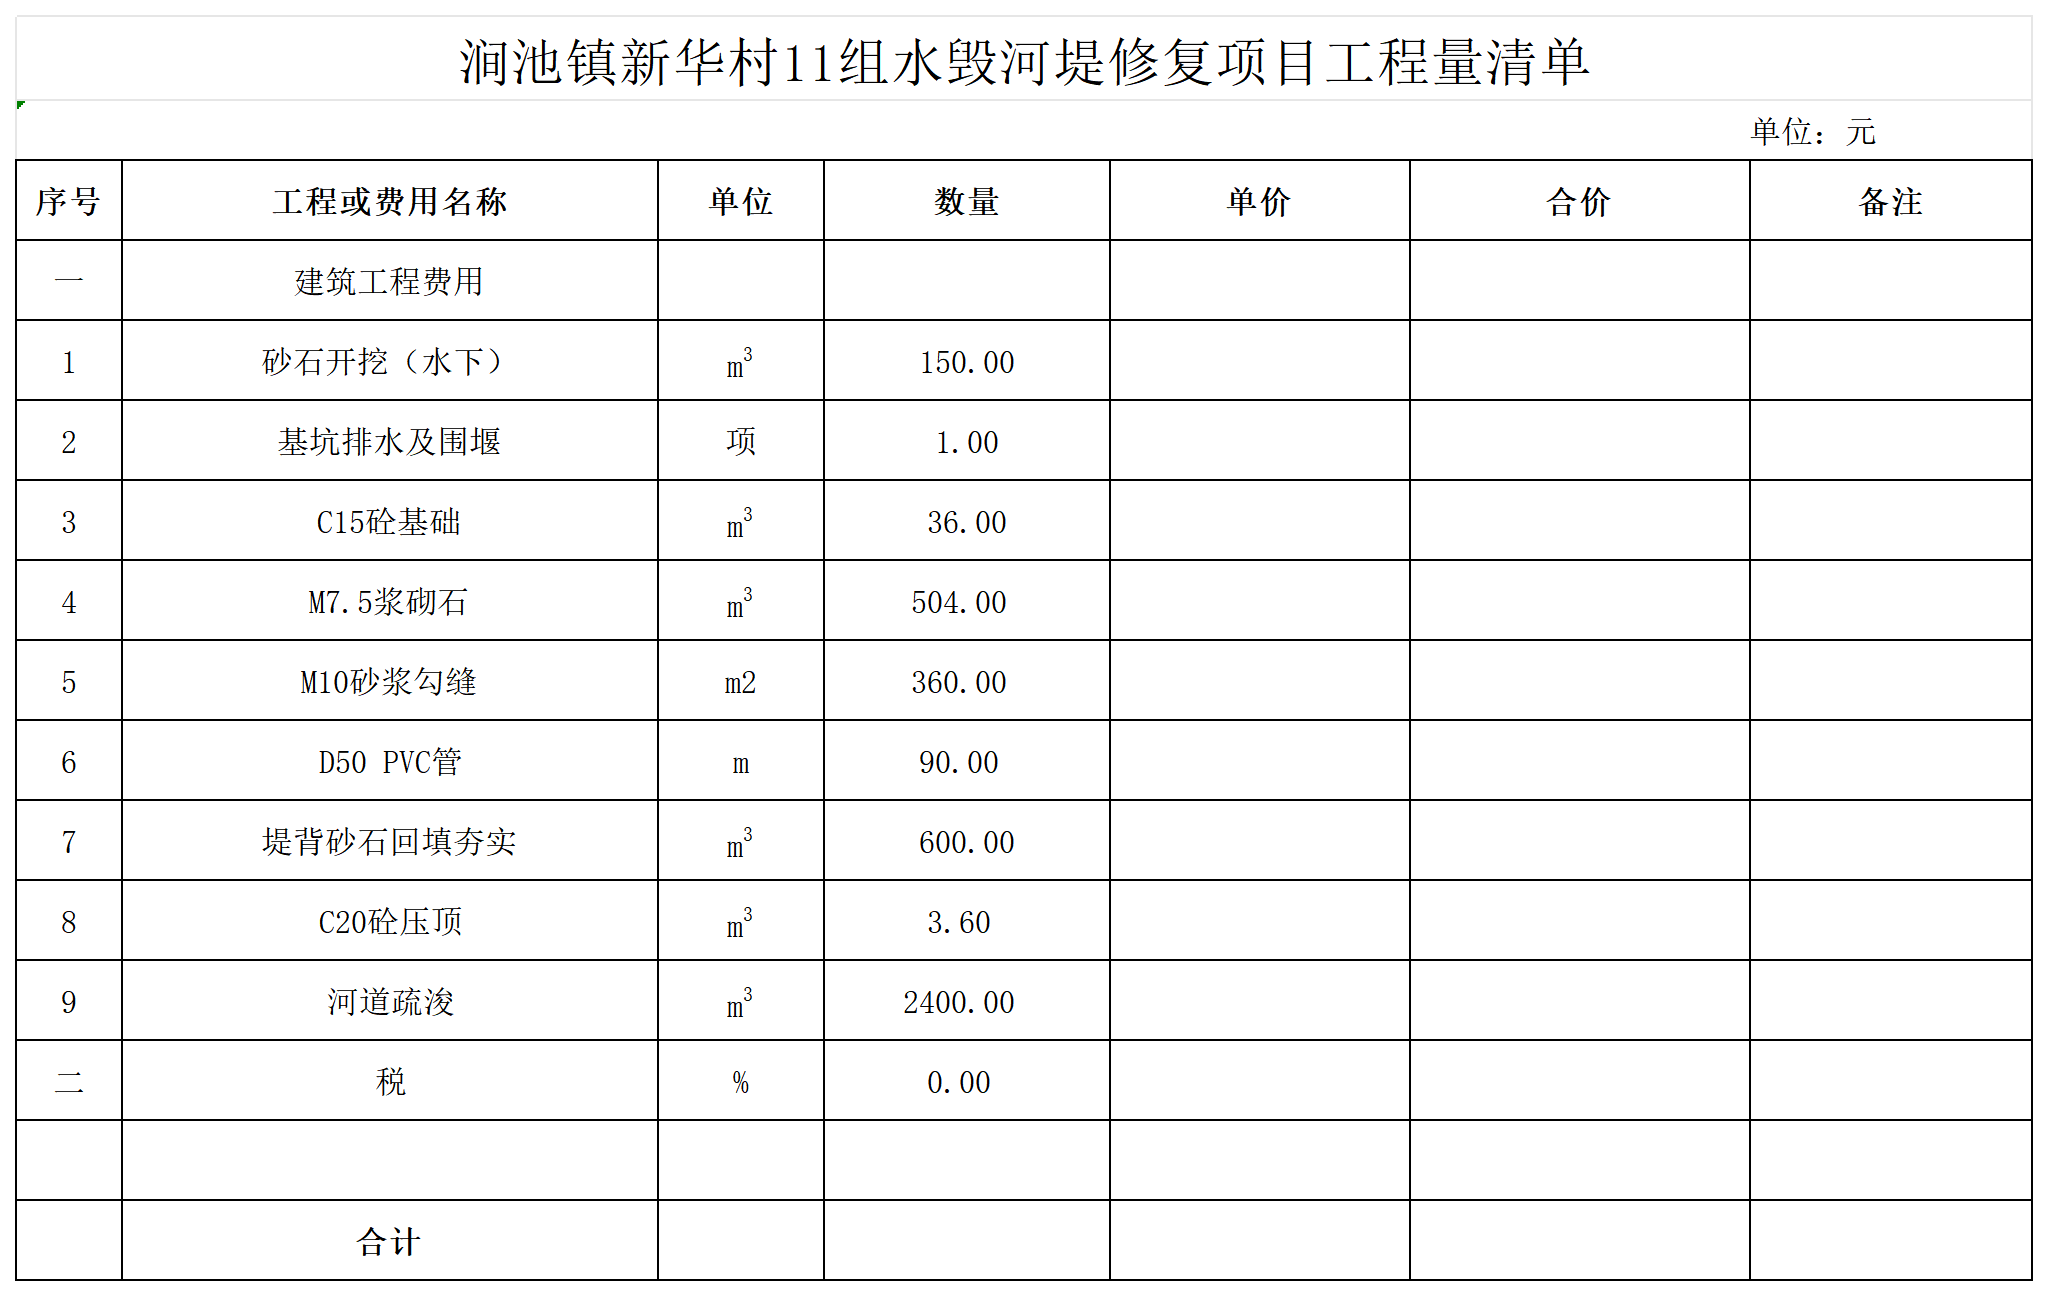 涧池镇新华村11组水毁河堤修复项目工程量清单
单位：元
序号 工程或费用名称 单位 数量 单价 合价 备注
一 建筑工程费用
1 砂石开挖（水下） m³ 150.00
2 基坑排水及围堰 项 1.00
3 C15砼基础 m³ 36.00
4 M7.5浆砌石 m³ 504.00
5 M10砂浆勾缝 m2 360.00
6 D50 PVC管 m 90.00
7 堤背砂石回填夯实 m³ 600.00
8 C20砼压顶 m³ 3.60
9 河道疏浚 m³ 2400.00
二 税 % 0.00
合计